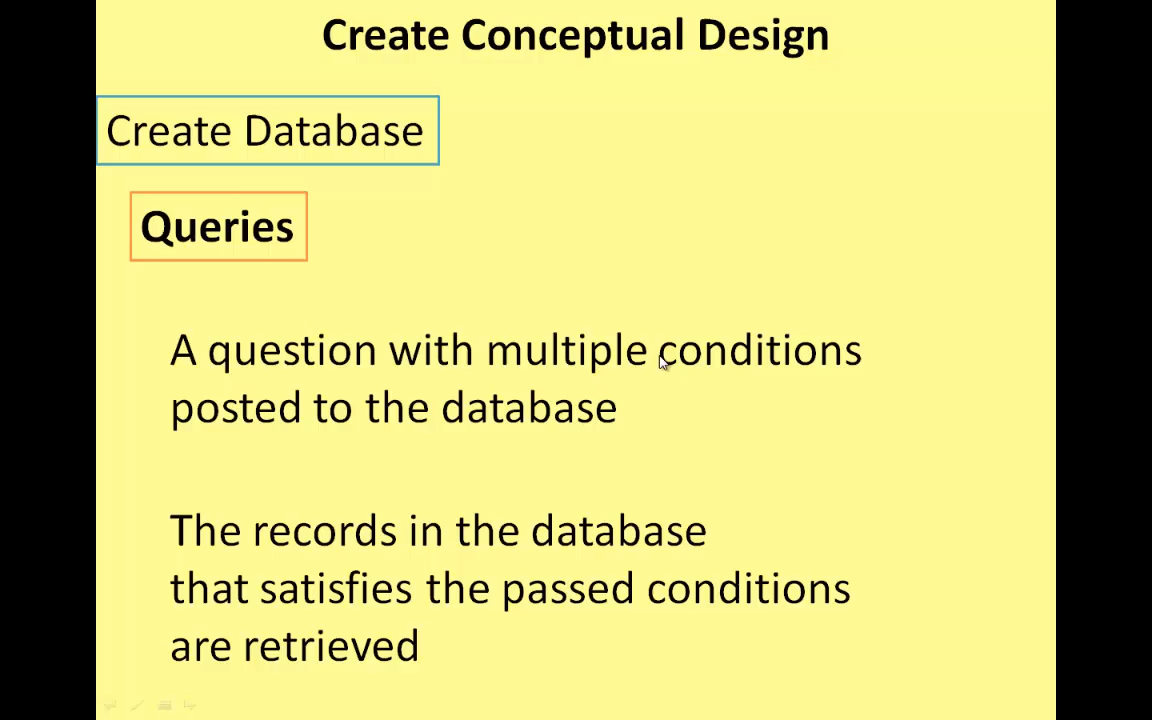 Create Conceptual Design
Create Database
Queries
A question with multiple conditions
posted to the database
The records in the database
that satisfies the passed conditions
are retrieved